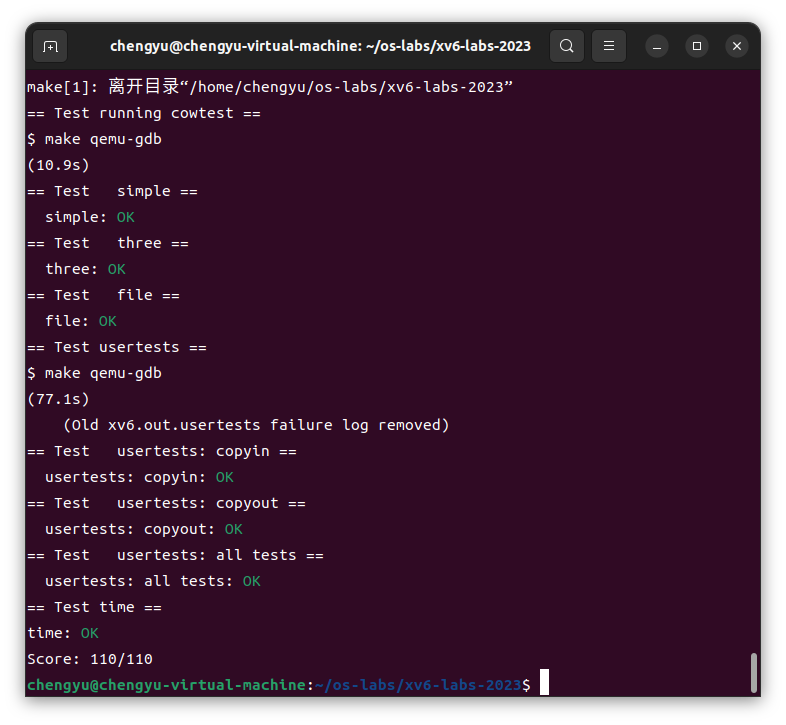 chengyu@chengyu-virtual-machine: ~/os-labs/xv6-labs-2023
make[1]: 离开目录“/home/chengyu/os-labs/xv6-labs-2023”
== Test running cowtest ==
$ make qemu-gdb
(10.9s)
== Test   simple ==
  simple: OK
== Test   three ==
  three: OK
== Test   file ==
  file: OK
== Test usertests ==
$ make qemu-gdb
(77.1s)
    (Old xv6.out.usertests failure log removed)
== Test   usertests: copyin ==
  usertests: copyin: OK
== Test   usertests: copyout ==
  usertests: copyout: OK
== Test   usertests: all tests ==
  usertests: all tests: OK
== Test time ==
time: OK
Score: 110/110
chengyu@chengyu-virtual-machine:~/os-labs/xv6-labs-2023$